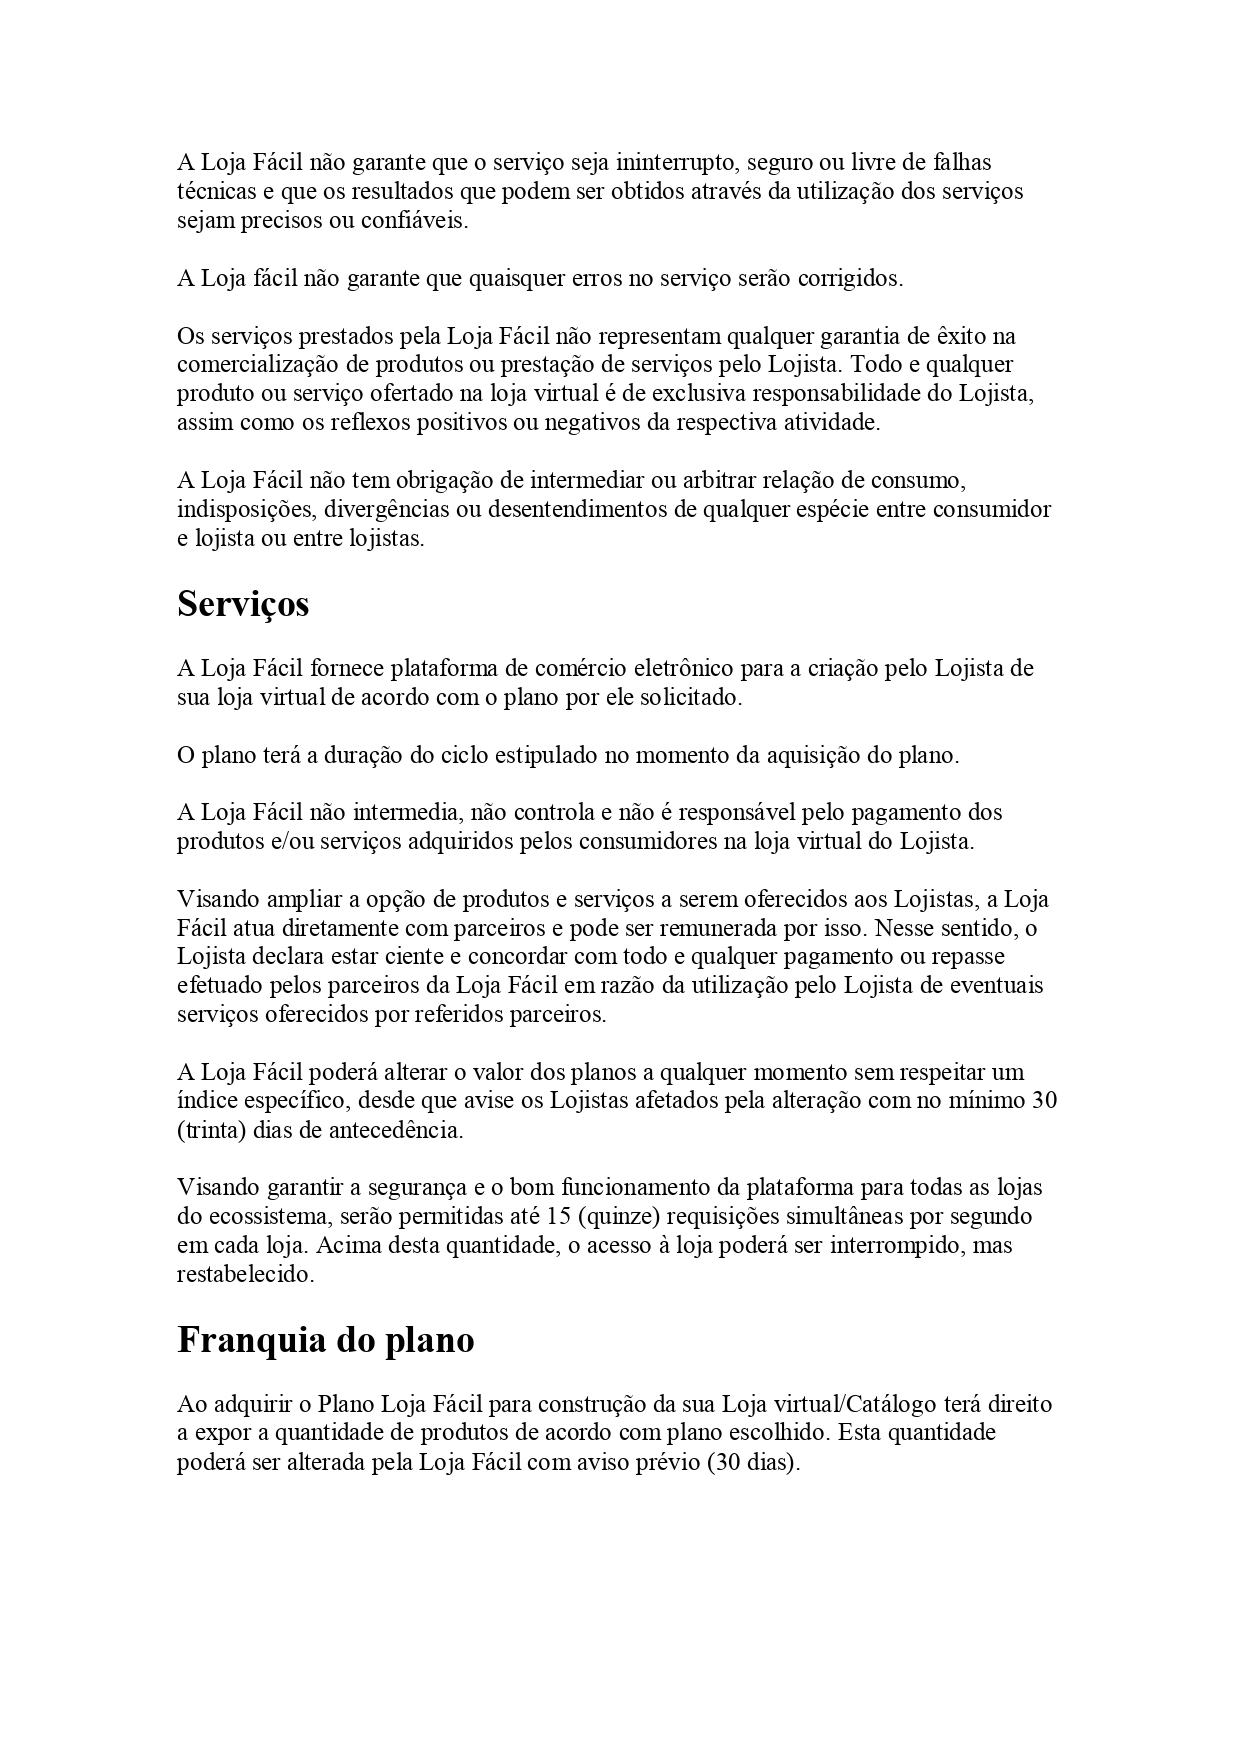 A Loja Fácil não garante que o serviço seja ininterrupto, seguro ou livre de falhas
técnicas e que os resultados que podem ser obtidos através da utilização dos serviços
sejam precisos ou confiáveis.
A Loja fácil não garante que quaisquer erros no serviço serão corrigidos.
Os serviços prestados pela Loja Fácil não representam qualquer garantia de êxito na
comercialização de produtos ou prestação de serviços pelo Lojista. Todo e qualquer
produto ou serviço ofertado na loja virtual é de exclusiva responsabilidade do Lojista,
assim como os reflexos positivos ou negativos da respectiva atividade.
A Loja Fácil não tem obrigação de intermediar ou arbitrar relação de consumo,
indisposições, divergências ou desentendimentos de qualquer espécie entre consumidor
e lojista ou entre lojistas.
Serviços
A Loja Fácil fornece plataforma de comércio eletrônico para a criação pelo Lojista de
sua loja virtual de acordo com o plano por ele solicitado.
O plano terá a duração do ciclo estipulado no momento da aquisição do plano.
A Loja Fácil não intermedia, não controla e não é responsável pelo pagamento dos
produtos e/ou serviços adquiridos pelos consumidores na loja virtual do Lojista.
Visando ampliar a opção de produtos e serviços a serem oferecidos aos Lojistas, a Loja
Fácil atua diretamente com parceiros e pode ser remunerada por isso. Nesse sentido, o
Lojista declara estar ciente e concordar com todo e qualquer pagamento ou repasse
efetuado pelos parceiros da Loja Fácil em razão da utilização pelo Lojista de eventuais
serviços oferecidos por referidos parceiros.
A Loja Fácil poderá alterar o valor dos planos a qualquer momento sem respeitar um
índice específico, desde que avise os Lojistas afetados pela alteração com no mínimo 30
(trinta) dias de antecedência.
Visando garantir a segurança e o bom funcionamento da plataforma para todas as lojas
do ecossistema, serão permitidas até 15 (quinze) requisições simultâneas por segundo
em cada loja. Acima desta quantidade, o acesso à loja poderá ser interrompido, mas
restabelecido.
Franquia do plano
Ao adquirir o Plano Loja Fácil para construção da sua Loja virtual/Catálogo terá direito
a expor a quantidade de produtos de acordo com plano escolhido. Esta quantidade
poderá ser alterada pela Loja Fácil com aviso prévio (30 dias).